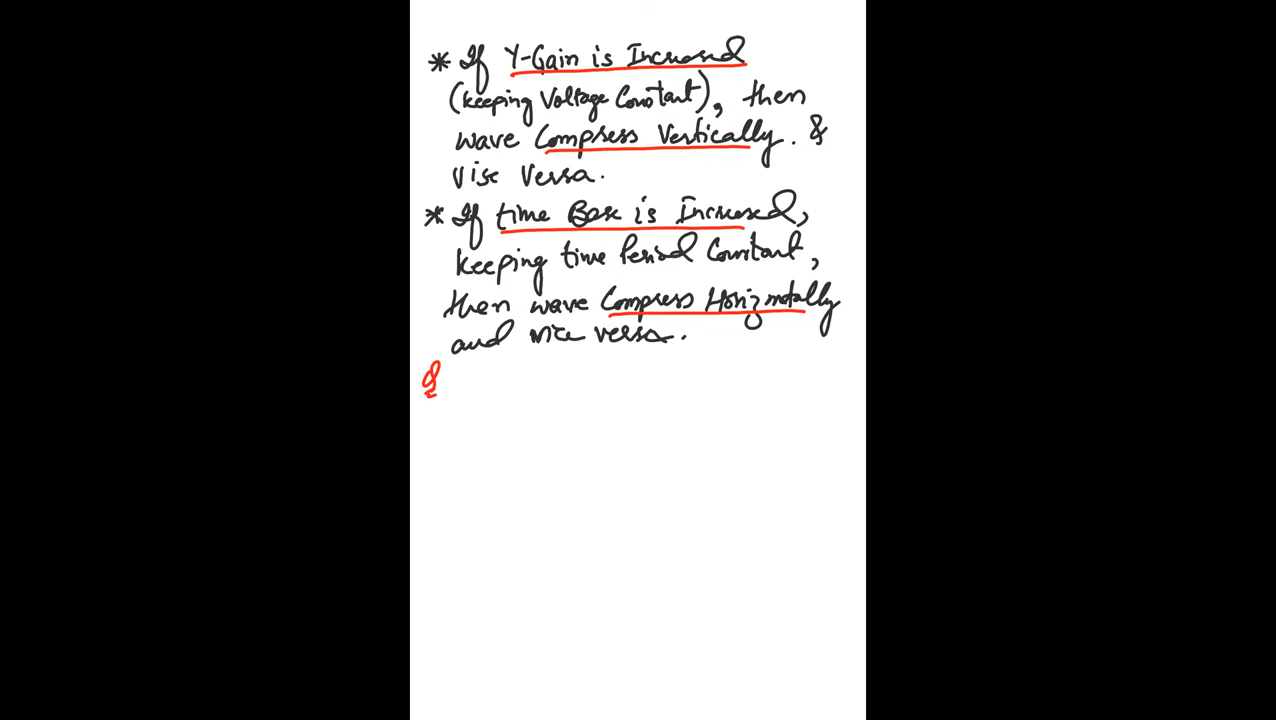 * If Y-Gain is Increased
(keeping Voltage Constant), then
wave Compress Vertically. &
Vise Versa.
* If time Base is Increased,
keeping time Period Constant,
then wave Compress Horizontally
and vice versa.